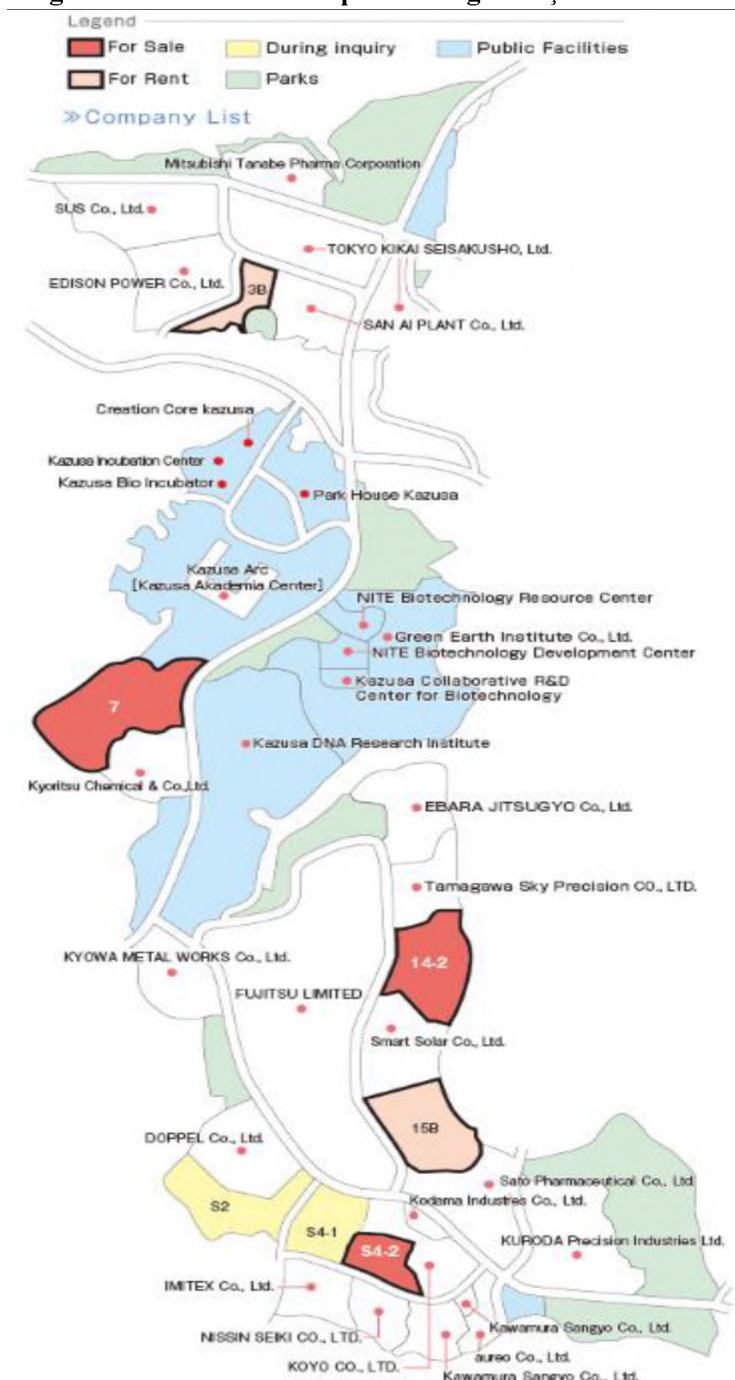 Legend
For Sale
During inquiry
Public Facilities
For Rent
Parks
≫Company List
Mitsubishi Tanabe Pharma Corporation
SUS Co., Ltd.
TOKYO KIKAI SEISAKUSHO, Ltd.
EDISON POWER Co., Ltd.
3B
SAN AI PLANT Co., Ltd.
Creation Core kazusa
Kazusa Incubation Center
Kazusa Bio Incubator
Park House Kazusa
Kazusa Arc
[Kazusa Akademia Center]
NITE Biotechnology Resource Center
Green Earth Institute Co., Ltd.
NITE Biotechnology Development Center
Kazusa Collaborative R&D
Center for Biotechnology
7
Kazusa DNA Research Institute
Kyoritsu Chemical & Co.,Ltd.
EBARA JITSUGYO Co., Ltd.
Tamagawa Sky Precision CO., LTD.
KYOWA METAL WORKS Co., Ltd.
14-2
FUJITSU LIMITED
Smart Solar Co., Ltd.
15B
DOPPEL Co., Ltd.
Sato Pharmaceutical Co., Ltd
S2
Kodama Industries Co., Ltd.
S4-1
KURODA Precision Industries Ltd.
S4-2
IMITEX Co., Ltd.
NISSIN SEIKI CO., LTD.
Kawamura Sangyo Co., Ltd.
aureo Co., Ltd.
KOYO CO., LTD.
Kawamura Sangyo Co., Ltd.